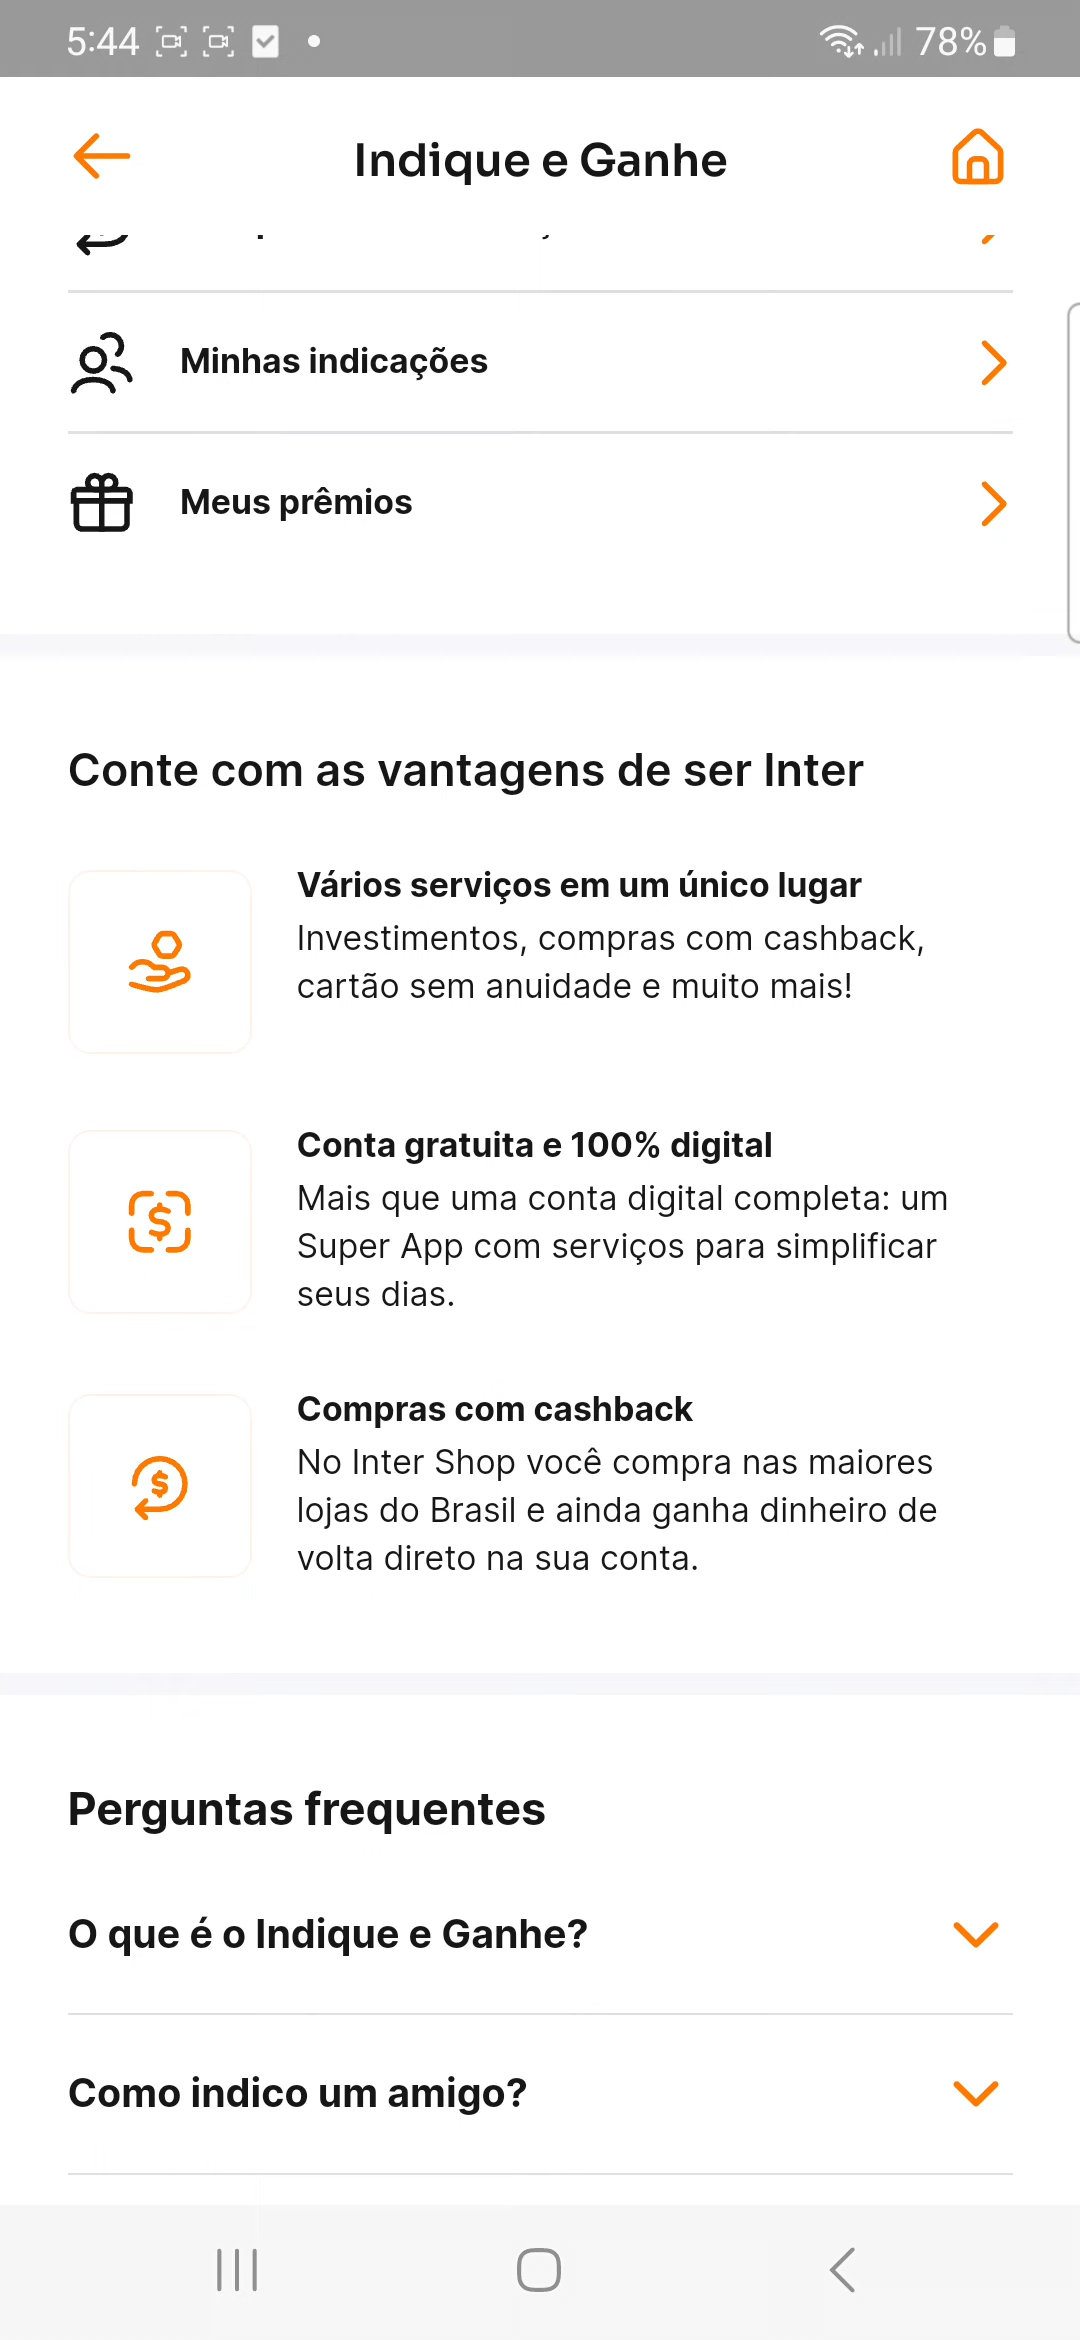 5:44
78%
Indique e Ganhe
Minhas indicações
Meus prêmios
Conte com as vantagens de ser Inter
Vários serviços em um único lugar
Investimentos, compras com cashback,
cartão sem anuidade e muito mais!
Conta gratuita e 100% digital
Mais que uma conta digital completa: um
Super App com serviços para simplificar
seus dias.
Compras com cashback
No Inter Shop você compra nas maiores
lojas do Brasil e ainda ganha dinheiro de
volta direto na sua conta.
Perguntas frequentes
O que é o Indique e Ganhe?
Como indico um amigo?